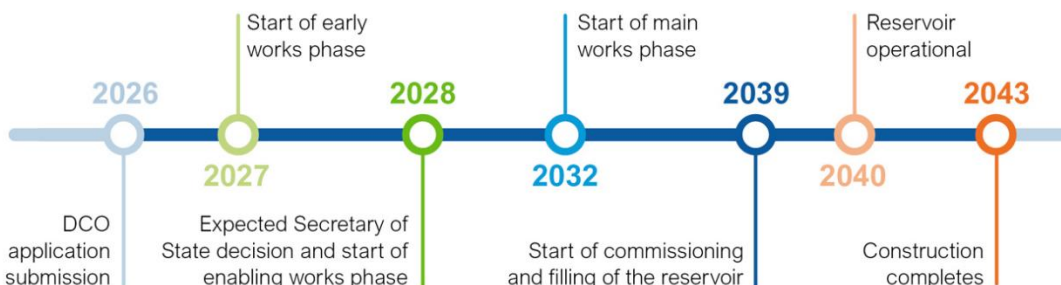 Start of early
works phase
Start of main
works phase
Reservoir
operational
2026
2028
2039
2043
2027
2032
2040
DCO
application
submission
Expected Secretary of
State decision and start of
enabling works phase
Start of commissioning
and filling of the reservoir
Construction
completes